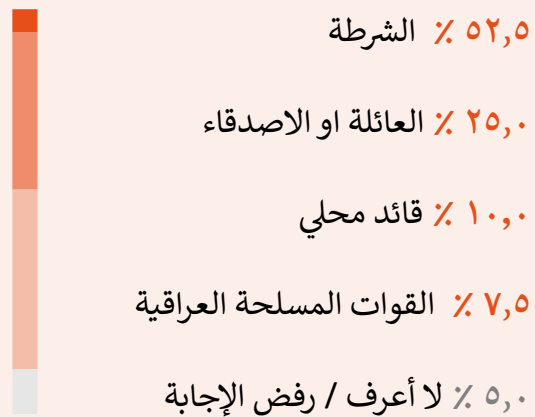 ٥٢,٥ ٪ الشرطة
٢٥,٠ ٪ العائلة او الاصدقاء
١٠,٠ ٪ قائد محلي
٧,٥ ٪ القوات المسلحة العراقية
٥,٠ ٪ لا أعرف / رفض الإجابة